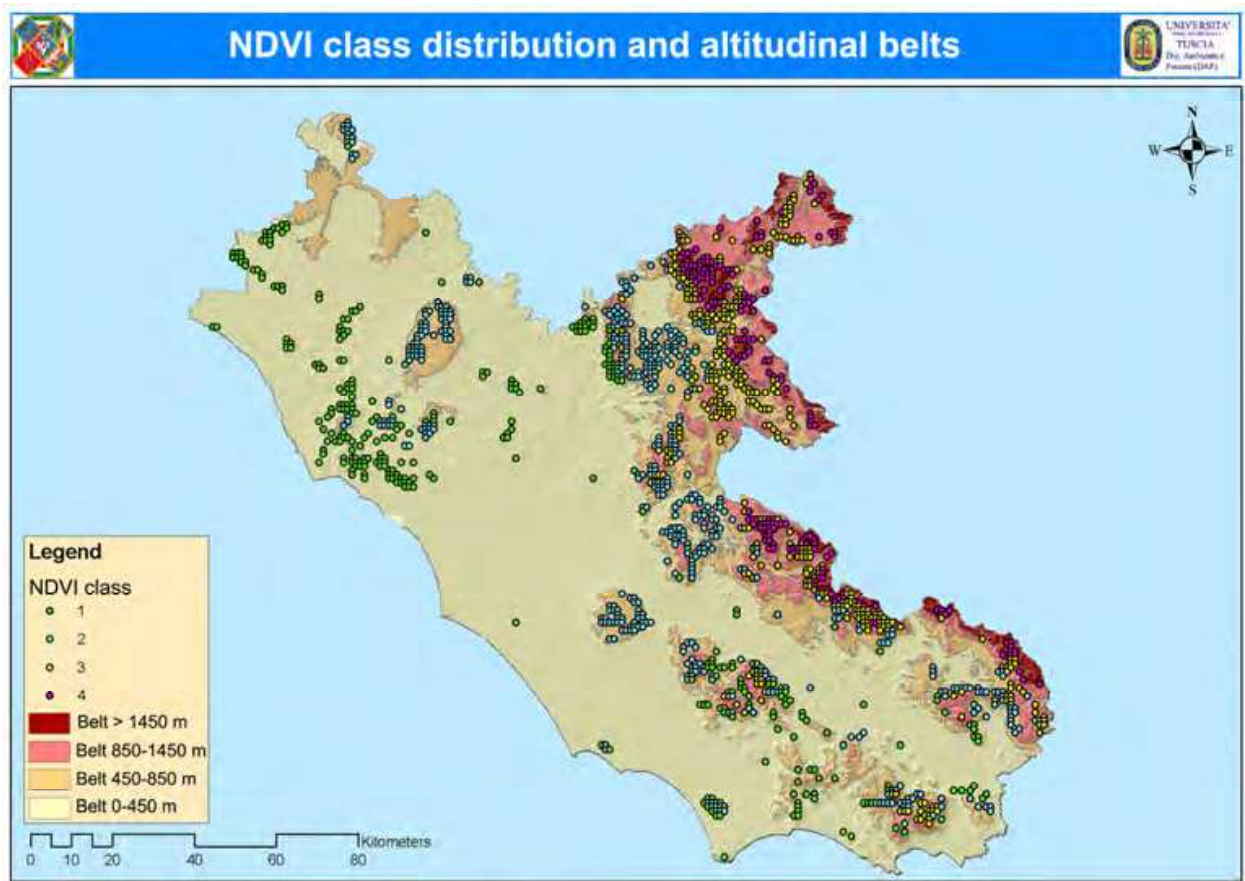 NDVI class distribution and altitudinal belts
UNIVERSITA'
TUSCIA
N
W E
S
Legend
NDVI class
1
2
3
4
Belt > 1450 m
Belt 850-1450 m
Belt 450-850 m
Belt 0-450 m
Kilometers
0 10 20 40 60 80